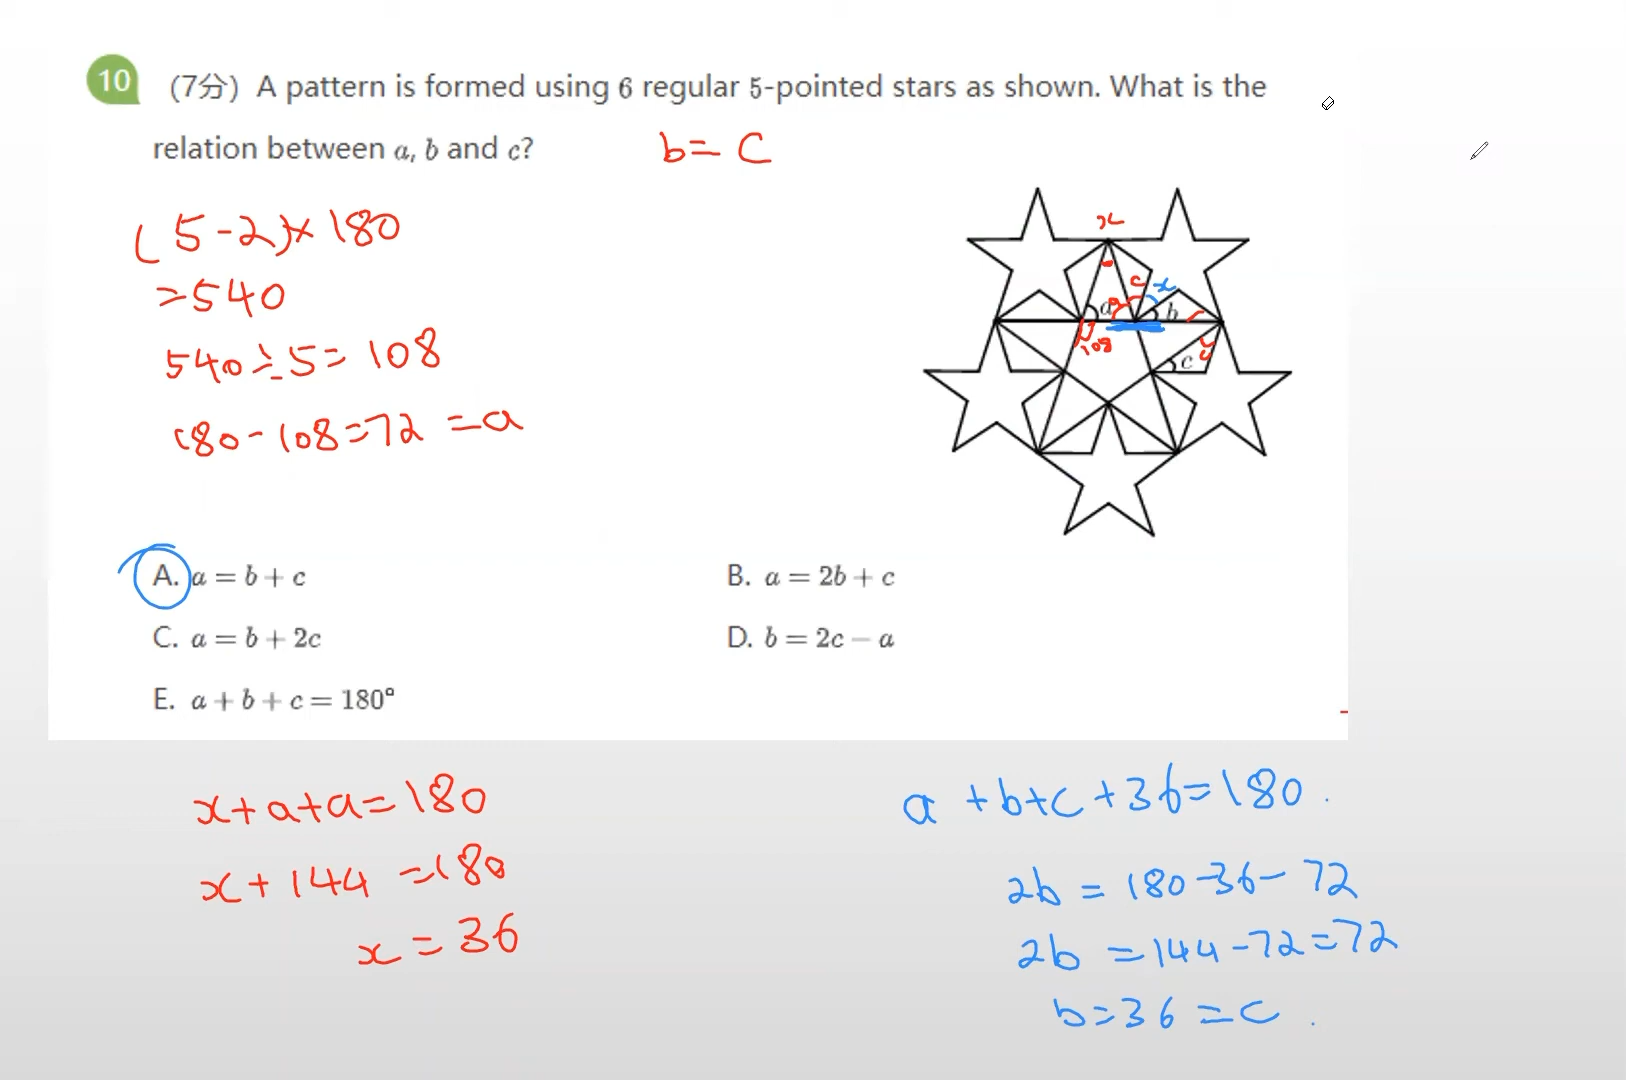 10 (7分) A pattern is formed using 6 regular 5-pointed stars as shown. What is the
relation between a, b and c?
b = c
(5-2)×180
=540
540÷5=108
180-108=72 =a
x
c
x
a
a
b
108
c
c
A. a = b + c
B. a = 2b + c
C. a = b + 2c
D. b = 2c − a
E. a + b + c = 180°
x+a+a=180
x+144 =180
x = 36
a +b+c +36=180.
2b = 180-36-72
2b =144-72=72
b=36 =c.